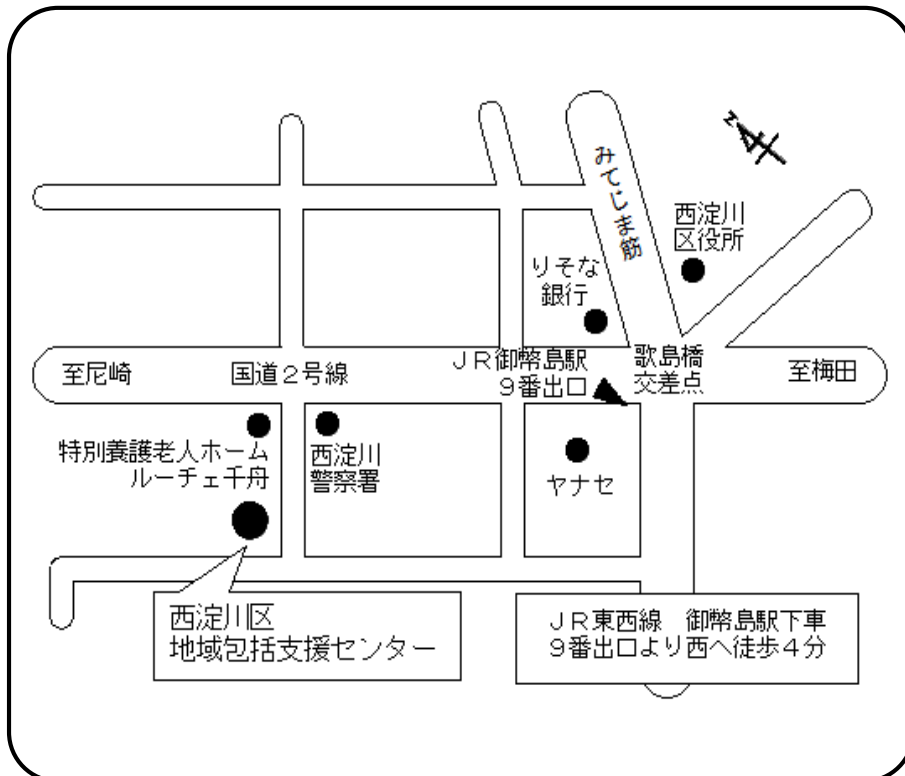 N
みてじま筋
西淀川
区役所
りそな
銀行
ＪＲ御幣島駅
９番出口
歌島橋
交差点
至尼崎
国道２号線
至梅田
特別養護老人ホーム
ルーチェ千舟
西淀川
警察署
ヤナセ
西淀川区
地域包括支援センター
ＪＲ東西線　御幣島駅下車
９番出口より西へ徒歩４分